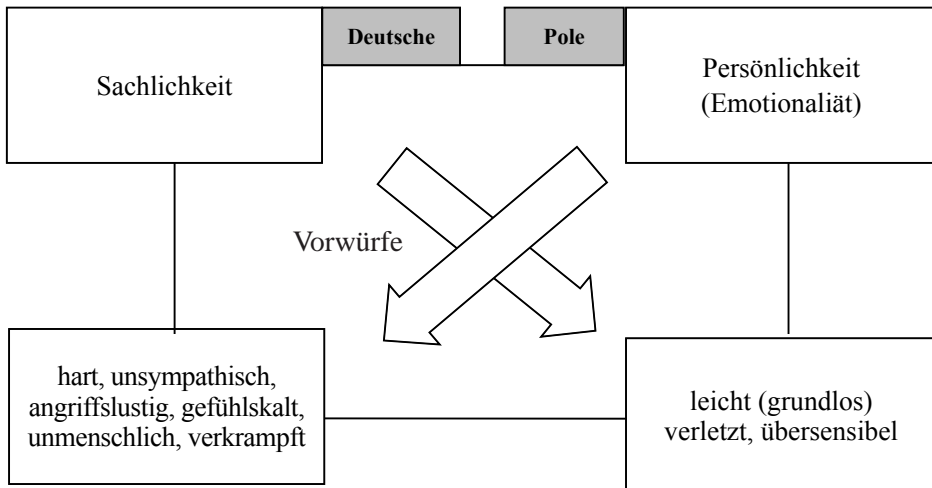 Deutsche
Pole
Sachlichkeit
Persönlichkeit
(Emotionaliät)
Vorwürfe
hart, unsympathisch,
angriffslustig, gefühlskalt,
unmenschlich, verkrampft
leicht (grundlos)
verletzt, übersensibel